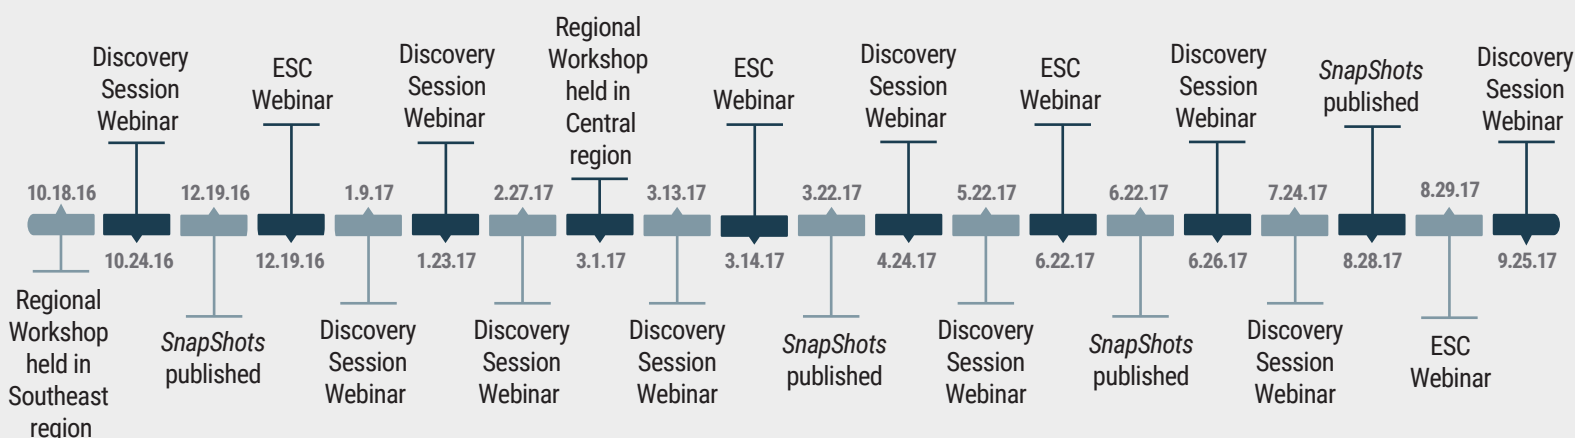 10.18.16
Regional
Workshop
held in
Southeast
region
Discovery
Session
Webinar
10.24.16
12.19.16
SnapShots
published
ESC
Webinar
12.19.16
1.9.17
Discovery
Session
Webinar
Discovery
Session
Webinar
1.23.17
2.27.17
Discovery
Session
Webinar
Regional
Workshop
held in
Central
region
3.1.17
3.13.17
Discovery
Session
Webinar
ESC
Webinar
3.14.17
3.22.17
SnapShots
published
Discovery
Session
Webinar
4.24.17
5.22.17
Discovery
Session
Webinar
ESC
Webinar
6.22.17
6.22.17
SnapShots
published
Discovery
Session
Webinar
6.26.17
7.24.17
Discovery
Session
Webinar
SnapShots
published
8.28.17
8.29.17
ESC
Webinar
Discovery
Session
Webinar
9.25.17